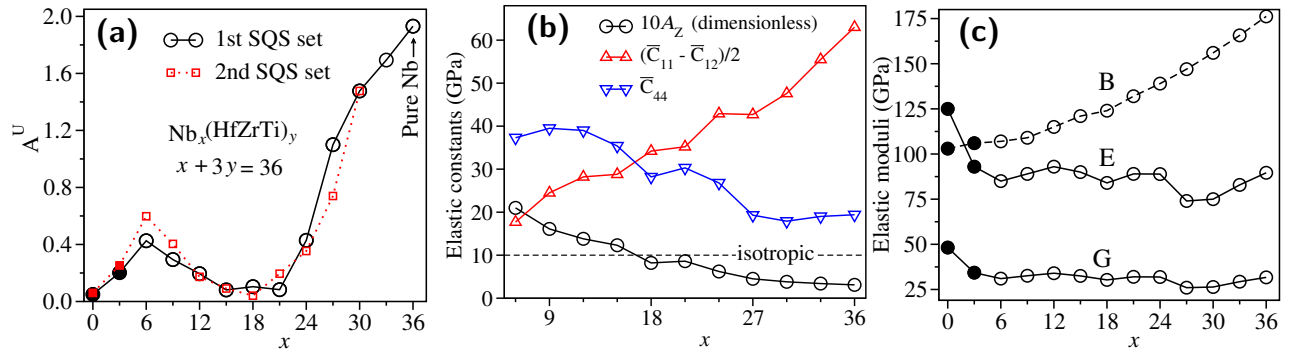 (a)
1st SQS set
2nd SQS set
Nbₓ(HfZrTi)ᵧ
x + 3y = 36
Pure Nb→
Aᵁ
2.0
1.6
1.2
0.8
0.4
0.0
0 6 12 18 24 30 36
x
(b)
10A_Z (dimensionless)
(C̅₁₁ - C̅₁₂)/2
C̅₄₄
isotropic
Elastic constants (GPa)
60
50
40
30
20
10
0
9 18 27 36
x
(c)
B
E
G
Elastic moduli (GPa)
175
150
125
100
75
50
25
0 6 12 18 24 30 36
x